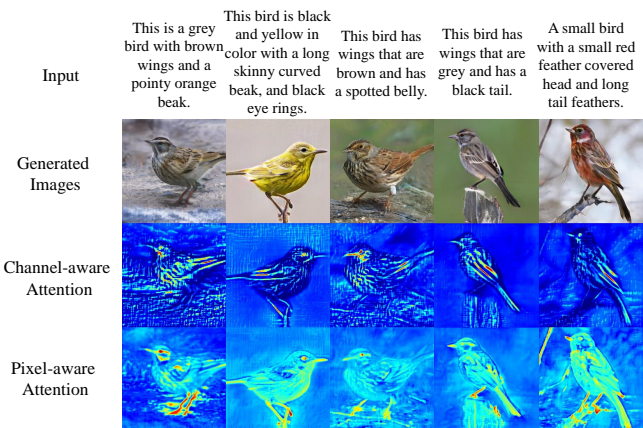 Input
This is a grey
bird with brown
wings and a
pointy orange
beak.
This bird is black
and yellow in
color with a long
skinny curved
beak, and black
eye rings.
This bird has
wings that are
brown and has
a spotted belly.
This bird has
wings that are
grey and has a
black tail.
A small bird
with a small red
feather covered
head and long
tail feathers.
Generated
Images
Channel-aware
Attention
Pixel-aware
Attention